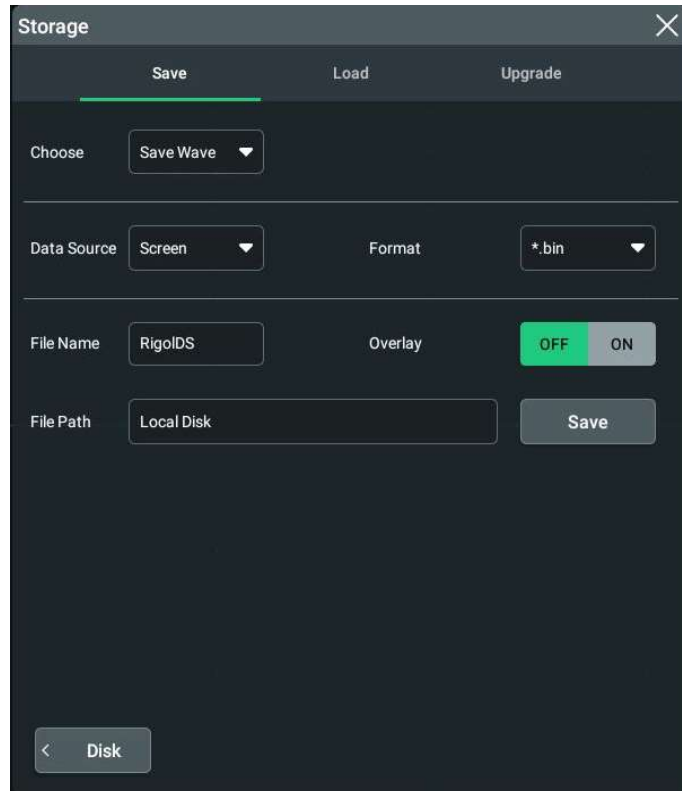 Storage
Save Load Upgrade
Choose Save Wave
Data Source Screen Format *.bin
File Name RigolDS Overlay OFF ON
File Path Local Disk Save
Disk